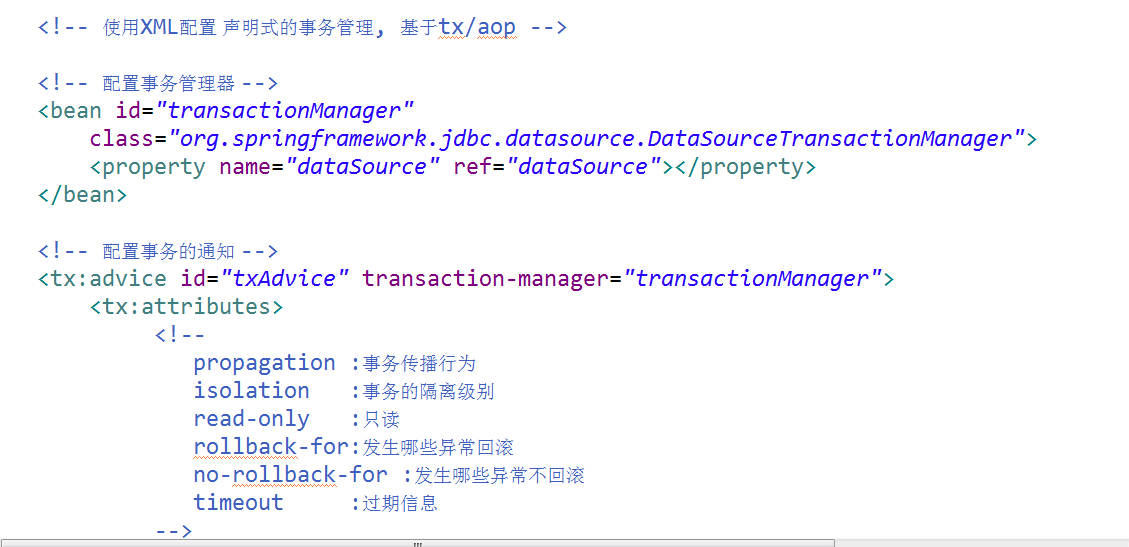 <!-- 使用XML配置 声明式的事务管理, 基于tx/aop -->
<!-- 配置事务管理器 -->
<bean id="transactionManager"
class="org.springframework.jdbc.datasource.DataSourceTransactionManager">
<property name="dataSource" ref="dataSource"></property>
</bean>
<!-- 配置事务的通知 -->
<tx:advice id="txAdvice" transaction-manager="transactionManager">
<tx:attributes>
<!--
propagation :事务传播行为
isolation :事务的隔离级别
read-only :只读
rollback-for:发生哪些异常回滚
no-rollback-for :发生哪些异常不回滚
timeout :过期信息
-->